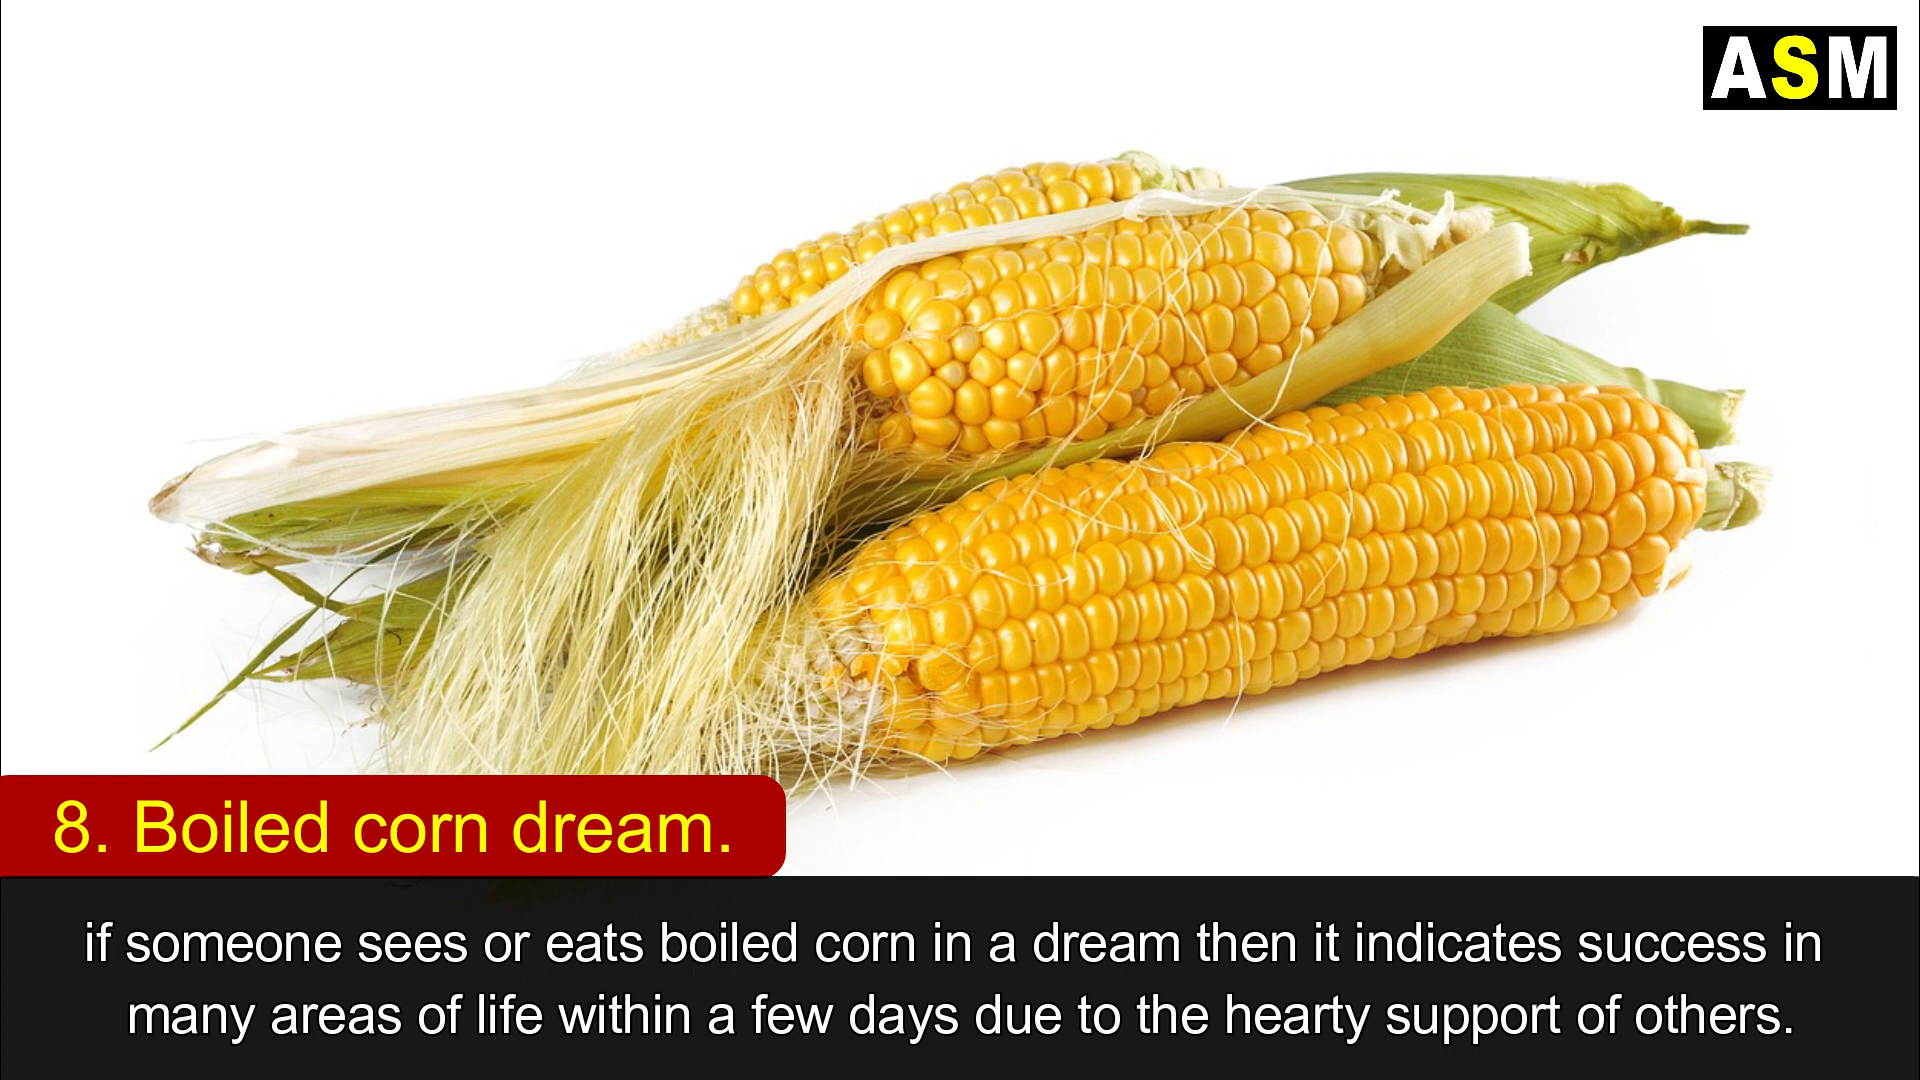 ASM
8. Boiled corn dream.
if someone sees or eats boiled corn in a dream then it indicates success in
many areas of life within a few days due to the hearty support of others.